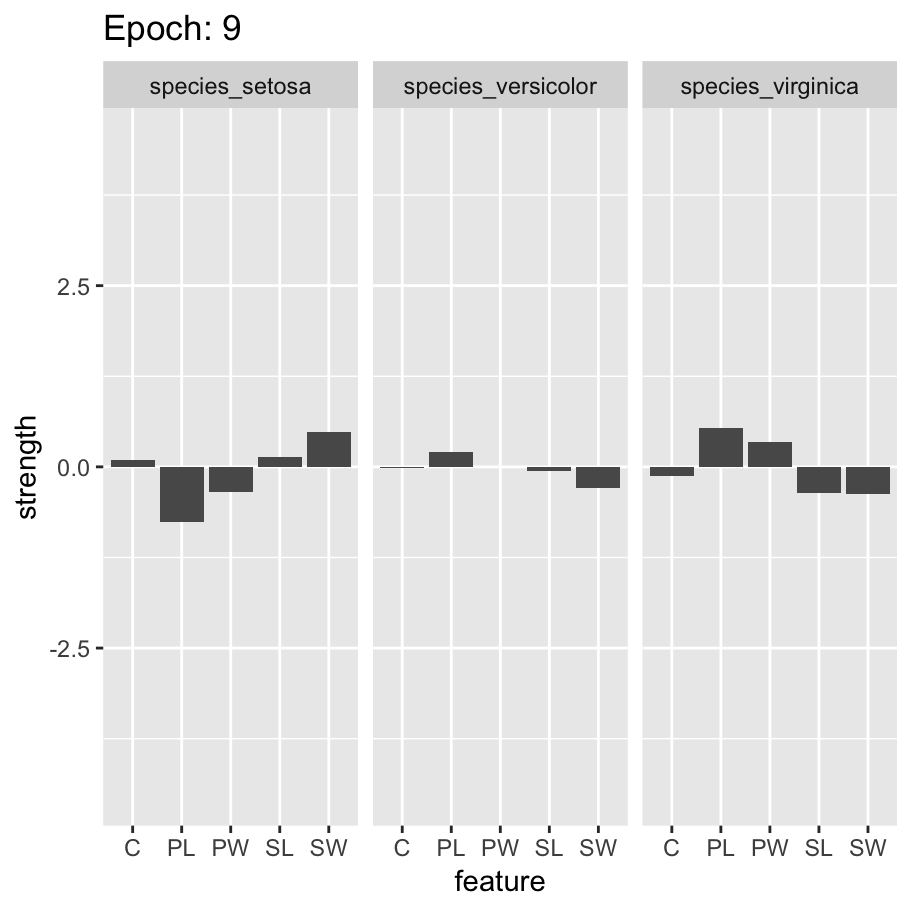 Epoch: 9
species_setosa species_versicolor species_virginica
2.5
0.0
-2.5
strength
C PL PW SL SW C PL PW SL SW C PL PW SL SW
feature